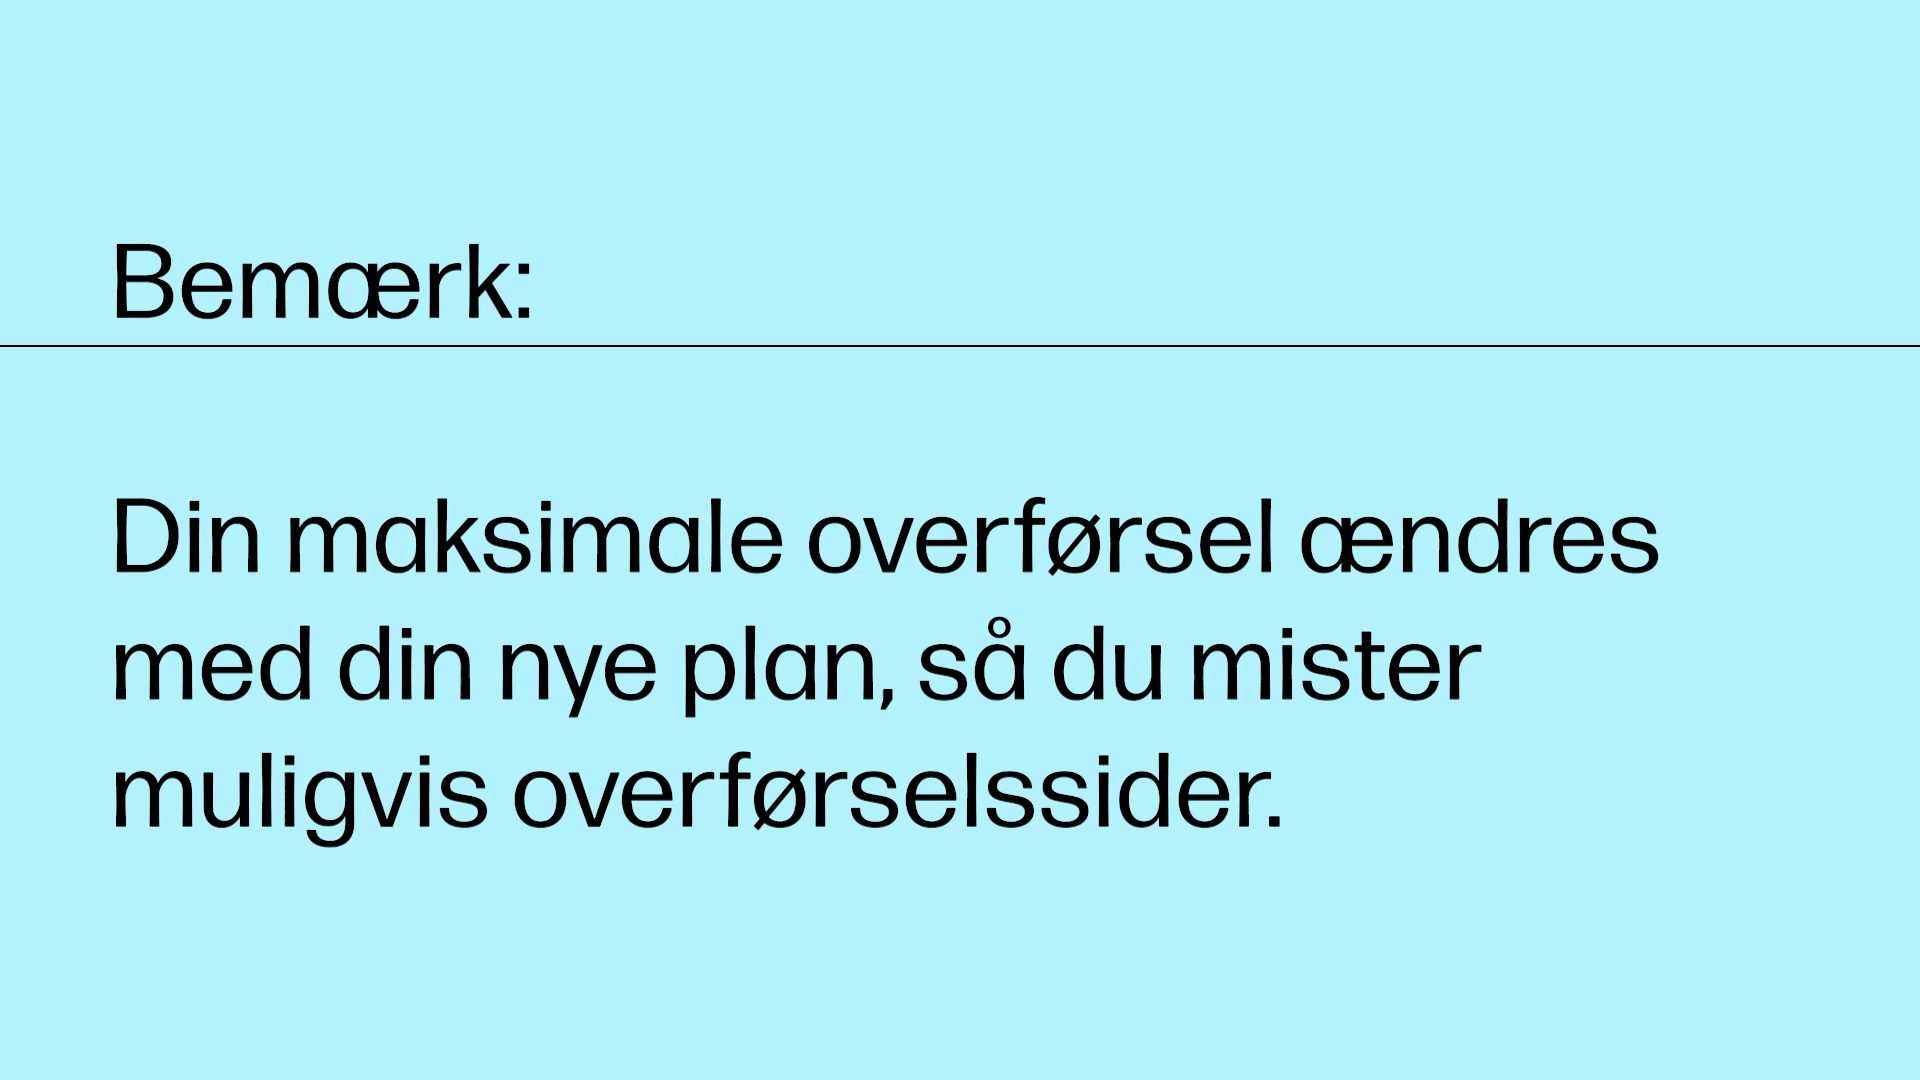 Bemærk:
Din maksimale overførsel ændres
med din nye plan, så du mister
muligvis overførselssider.